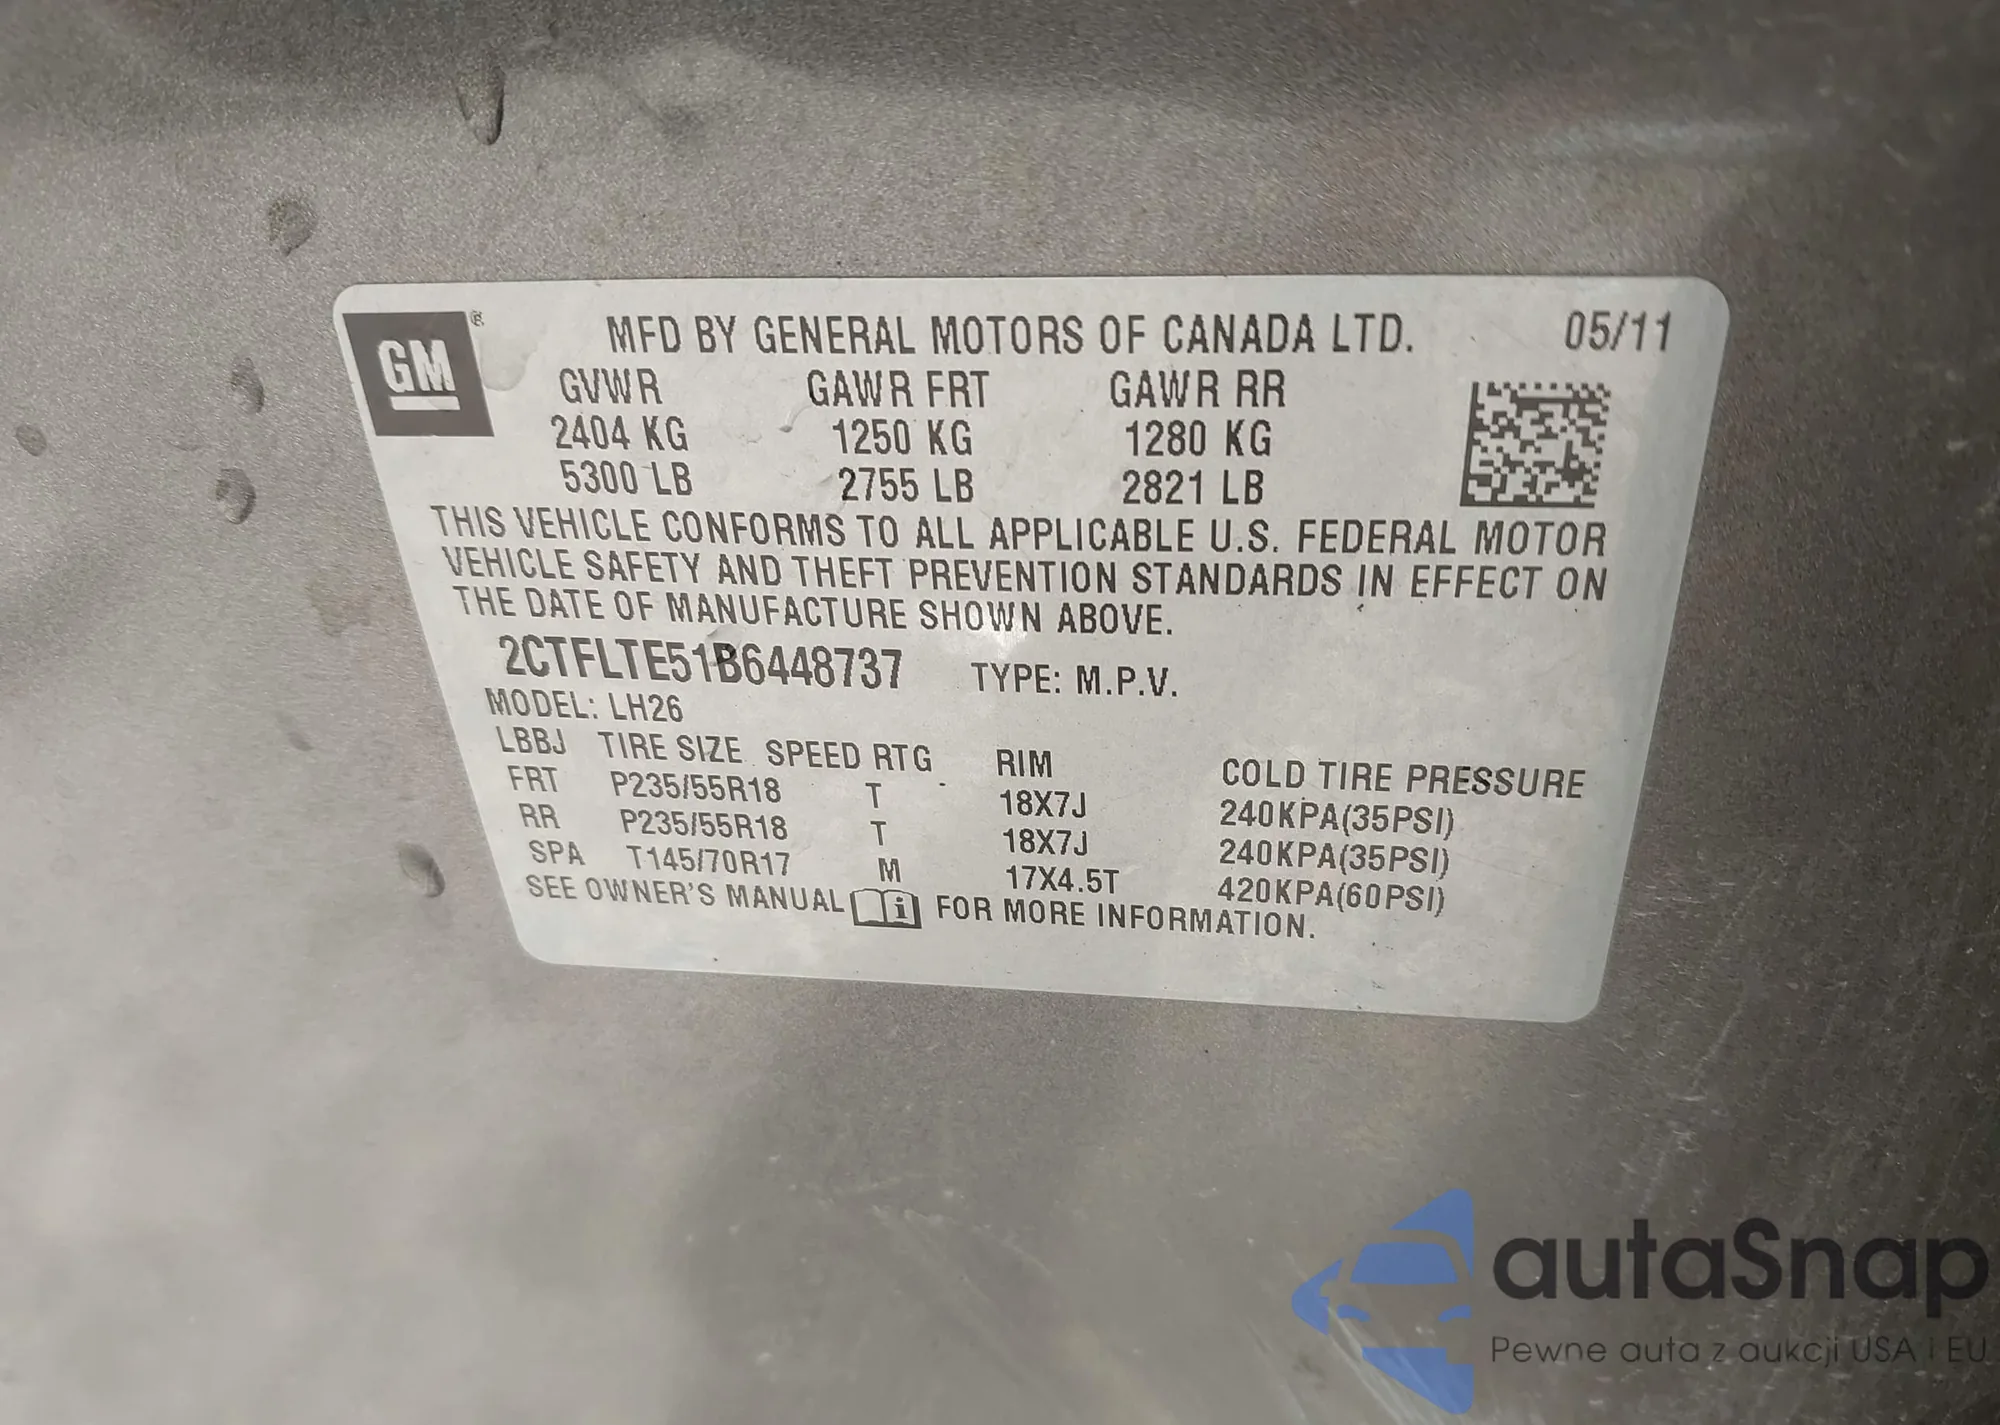 GM ®
MFD BY GENERAL MOTORS OF CANADA LTD. 05/11
GVWR GAWR FRT GAWR RR
2404 KG 1250 KG 1280 KG
5300 LB 2755 LB 2821 LB
THIS VEHICLE CONFORMS TO ALL APPLICABLE U.S. FEDERAL MOTOR
VEHICLE SAFETY AND THEFT PREVENTION STANDARDS IN EFFECT ON
THE DATE OF MANUFACTURE SHOWN ABOVE.
2CTFLTE51B6448737 TYPE: M.P.V.
MODEL: LH26
LBBJ TIRE SIZE SPEED RTG RIM COLD TIRE PRESSURE
FRT P235/55R18 T 18X7J 240KPA(35PSI)
RR P235/55R18 T 18X7J 240KPA(35PSI)
SPA T145/70R17 M 17X4.5T 420KPA(60PSI)
SEE OWNER'S MANUAL i FOR MORE INFORMATION.
autaSnap
Pewne auta z aukcji USA i EU